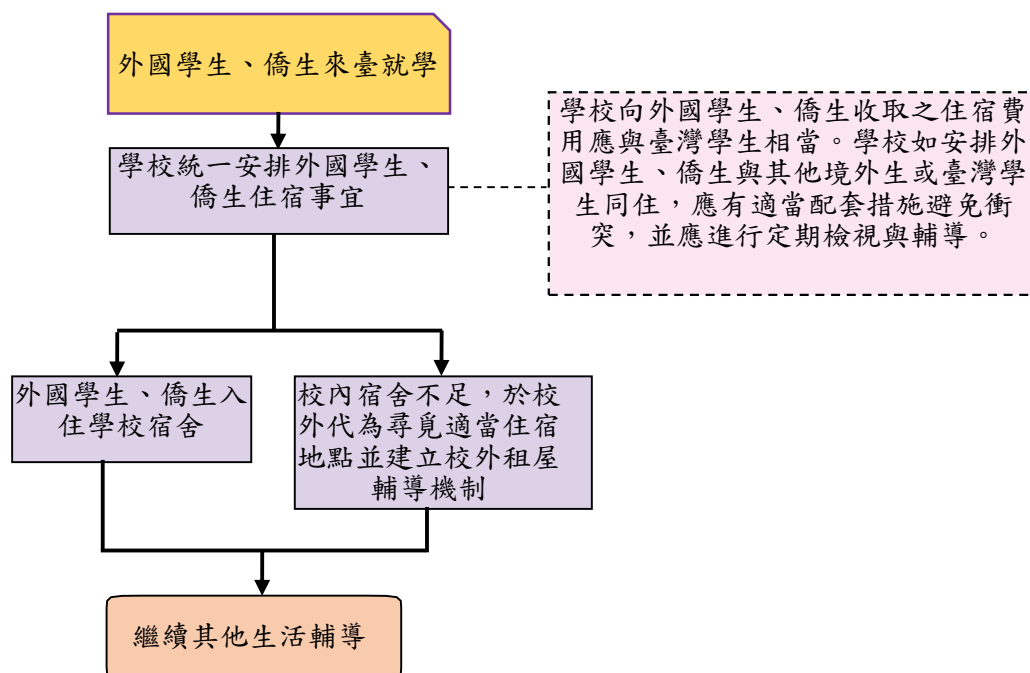 外國學生、僑生來臺就學
學校統一安排外國學生、
僑生住宿事宜
學校向外國學生、僑生收取之住宿費
用應與臺灣學生相當。學校如安排外
國學生、僑生與其他境外生或臺灣學
生同住，應有適當配套措施避免衝
突，並應進行定期檢視與輔導。
外國學生、僑生入
住學校宿舍
校內宿舍不足，於校
外代為尋覓適當住宿
地點並建立校外租屋
輔導機制
繼續其他生活輔導